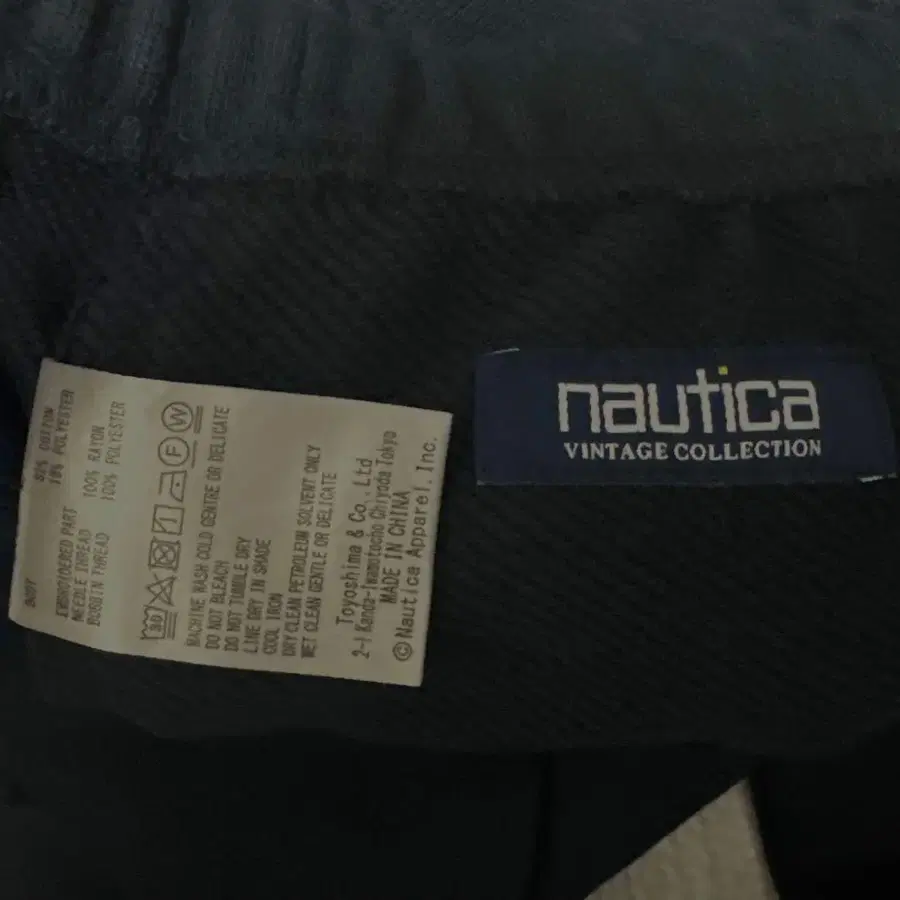 BODY
COTTON
POLYESTER
EMBROIDERED PART
NEEDLE THREAD 100% RAYON
BOBBIN THREAD 100% POLYESTER
30 F W
MACHINE WASH COLD GENTRE OR DELICATE
DO NOT BLEACH
DO NOT TUMBLE DRY
LINE DRY IN SHADE
COOL IRON
DRY CLEAN PETROLEUM SOLVENT ONLY
WET CLEAN GENTLE OR DELICATE
Toyoshima & Co., Ltd
2-1 Kanda-Iwamotocho Chiyoda Tokyo
MADE IN CHINA
©Nautica Apparel, Inc.
nautica
VINTAGE COLLECTION